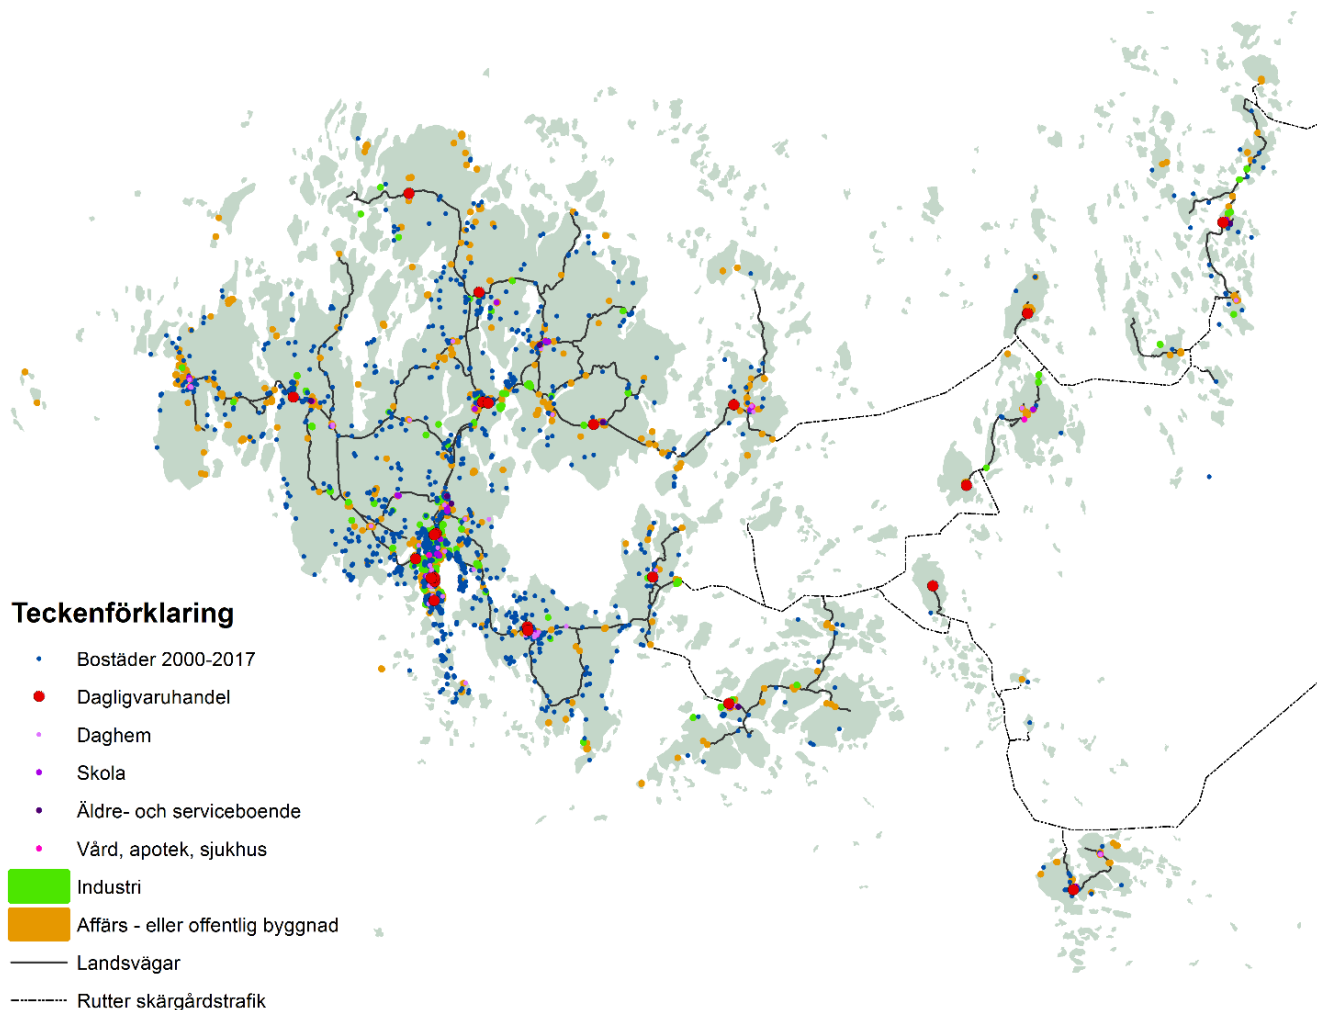 Teckenförklaring
Bostäder 2000-2017
Dagligvaruhandel
Daghem
Skola
Äldre- och serviceboende
Vård, apotek, sjukhus
Industri
Affärs - eller offentlig byggnad
Landsvägar
Rutter skärgårdstrafik